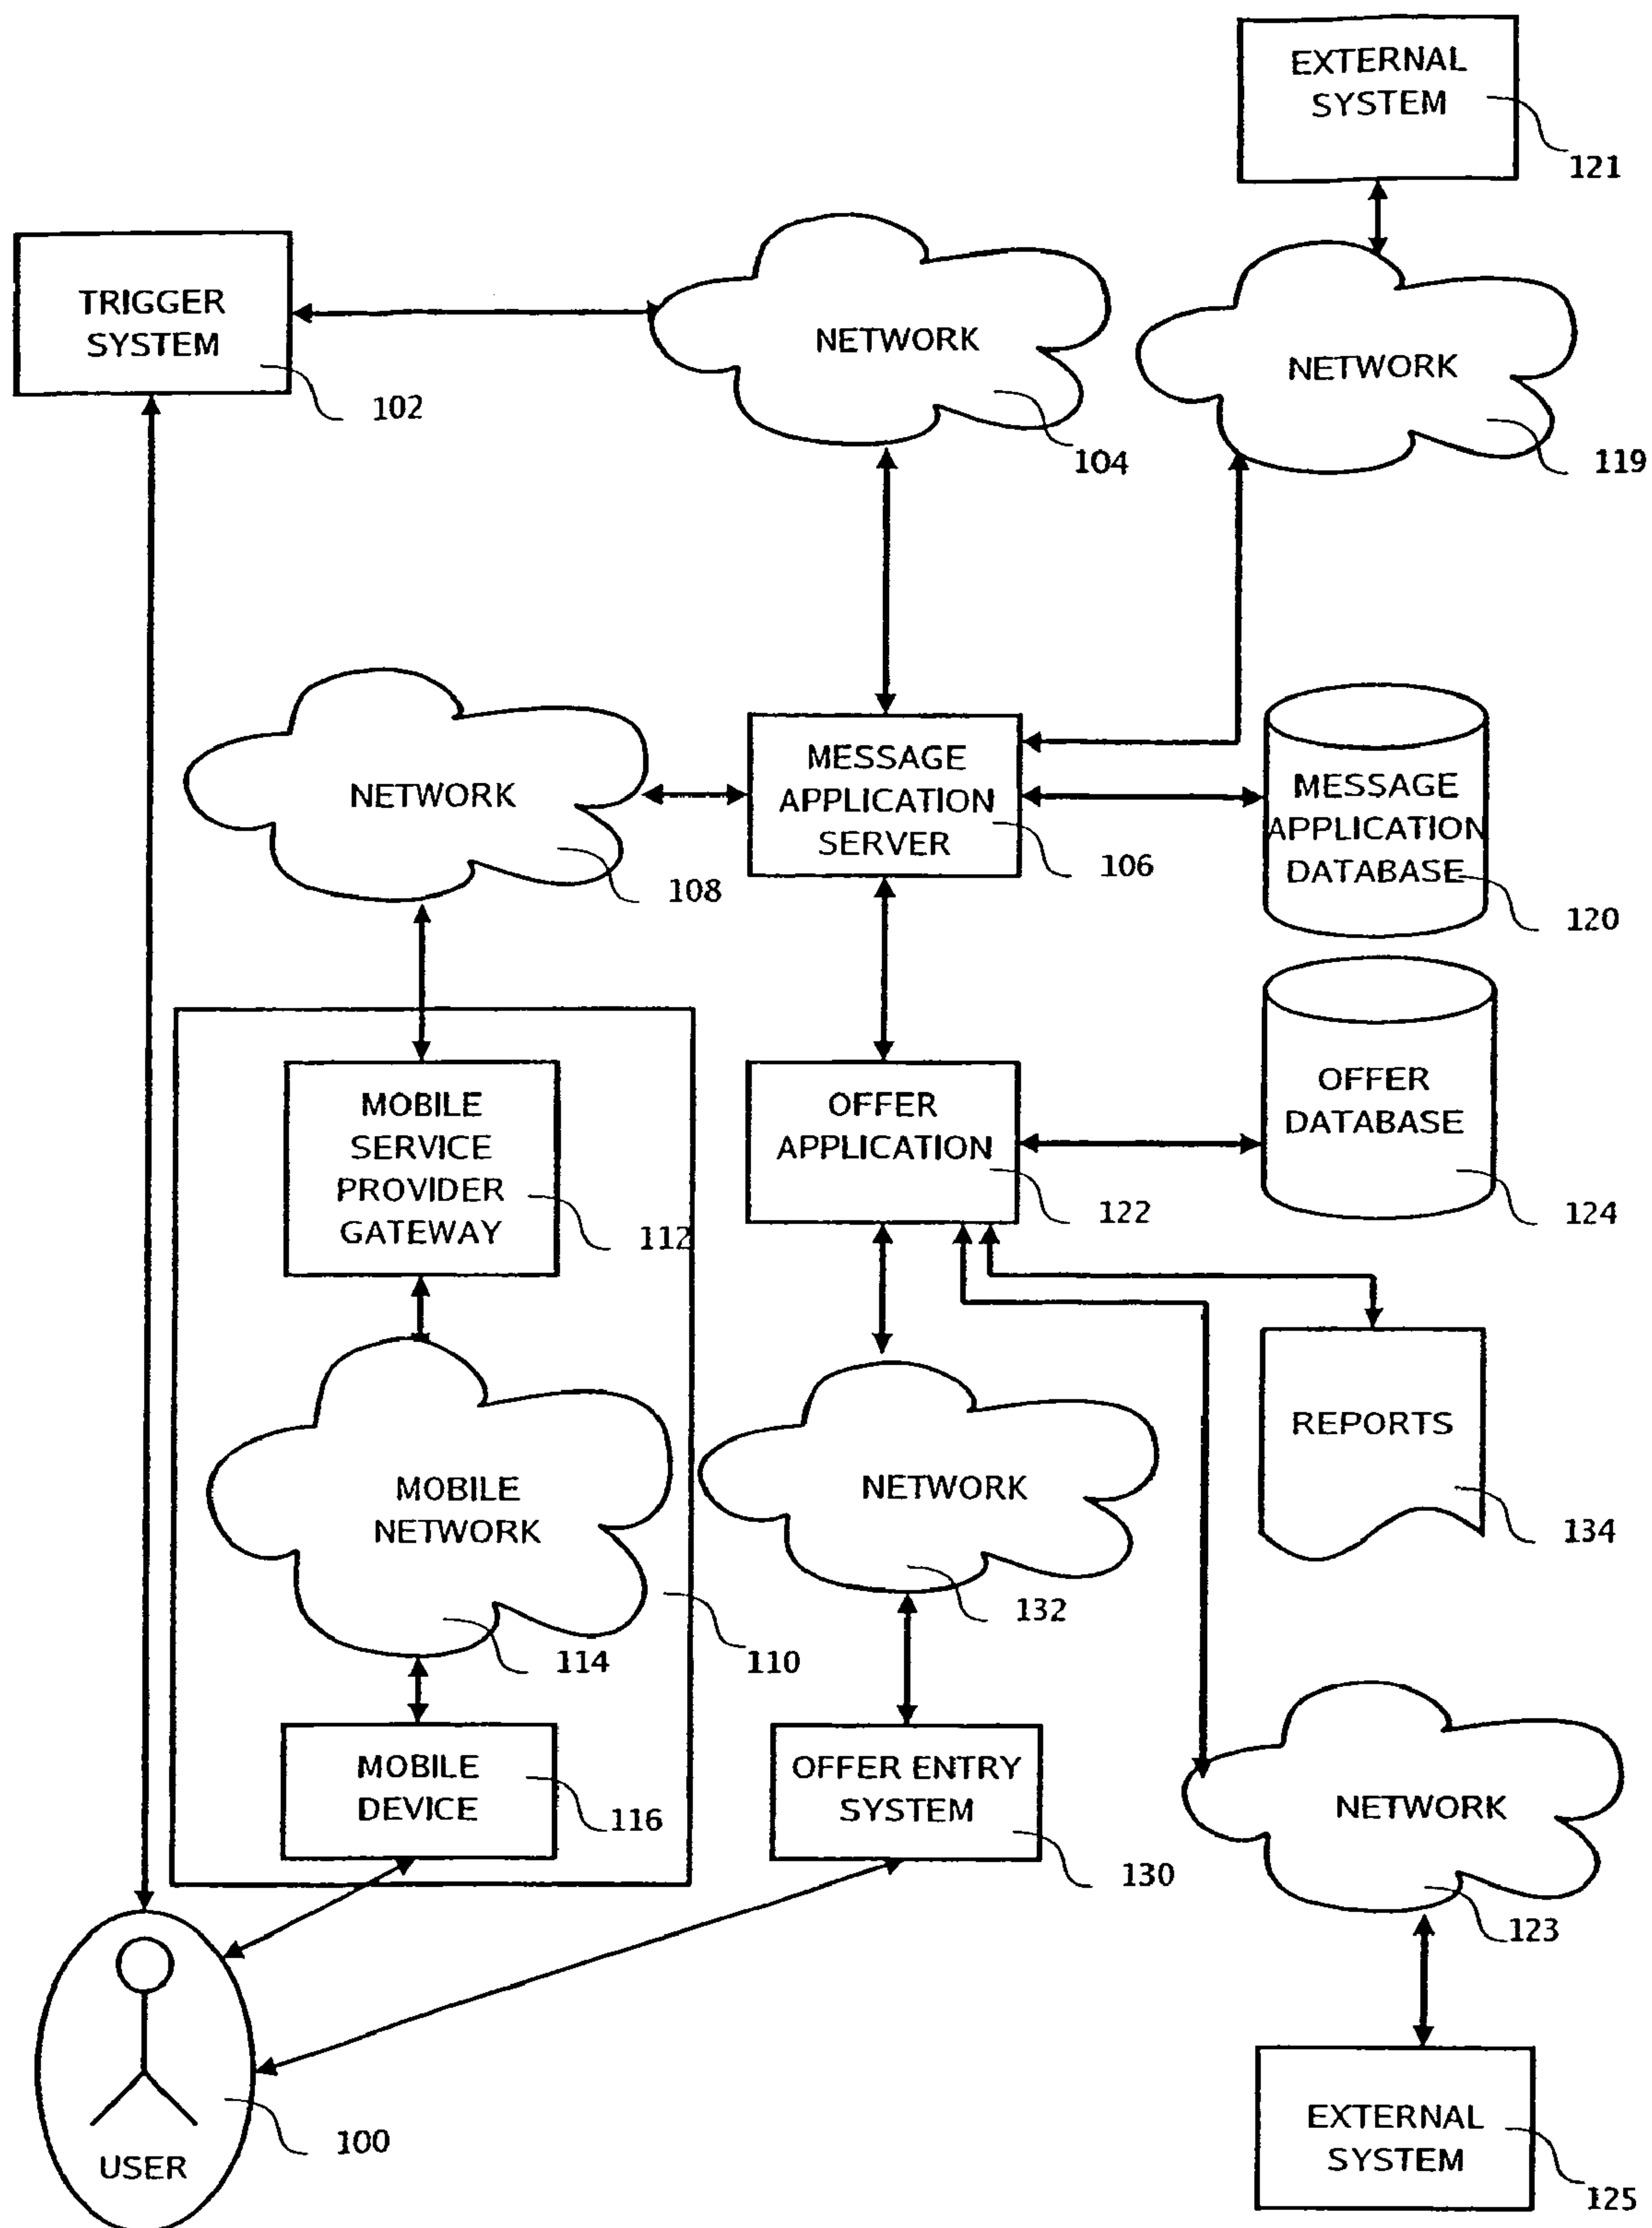 EXTERNAL
SYSTEM
121
TRIGGER
SYSTEM
102
NETWORK
104
NETWORK
119
NETWORK
108
MESSAGE
APPLICATION
SERVER
106
MESSAGE
APPLICATION
DATABASE
120
MOBILE
SERVICE
PROVIDER
GATEWAY
112
OFFER
APPLICATION
122
OFFER
DATABASE
124
MOBILE
NETWORK
114
110
NETWORK
132
REPORTS
134
MOBILE
DEVICE
116
OFFER ENTRY
SYSTEM
130
NETWORK
123
USER
100
EXTERNAL
SYSTEM
125